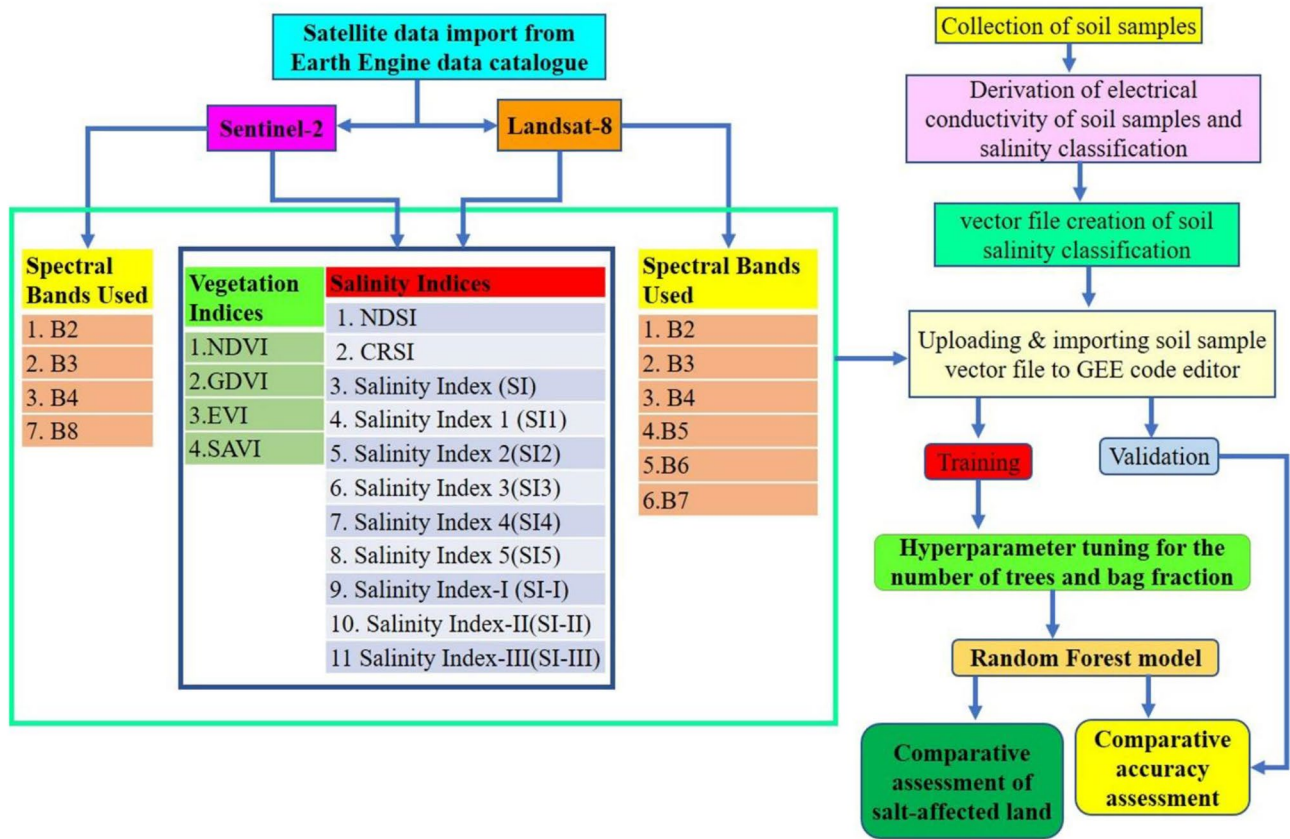 Satellite data import from
Earth Engine data catalogue
Sentinel-2
Landsat-8
Spectral
Bands Used
1. B2
2. B3
3. B4
7. B8
Vegetation
Indices
1.NDVI
2.GDVI
3.EVI
4.SAVI
Salinity Indices
1. NDSI
2. CRSI
3. Salinity Index (SI)
4. Salinity Index 1 (SI1)
5. Salinity Index 2(SI2)
6. Salinity Index 3(SI3)
7. Salinity Index 4(SI4)
8. Salinity Index 5(SI5)
9. Salinity Index-I (SI-I)
10. Salinity Index-II(SI-II)
11 Salinity Index-III(SI-III)
Spectral Bands
Used
1. B2
2. B3
3. B4
4.B5
5.B6
6.B7
Collection of soil samples
Derivation of electrical
conductivity of soil samples and
salinity classification
vector file creation of soil
salinity classification
Uploading & importing soil sample
vector file to GEE code editor
Training
Validation
Hyperparameter tuning for the
number of trees and bag fraction
Random Forest model
Comparative
assessment of
salt-affected land
Comparative
accuracy
assessment